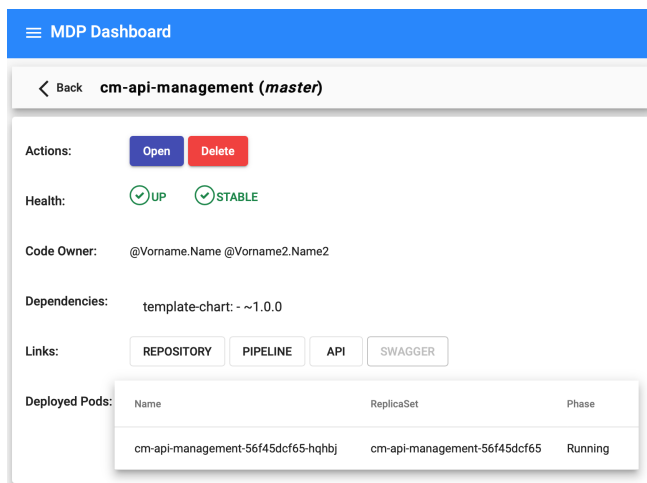 MDP Dashboard
Back cm-api-management (master)
Actions: Open Delete
Health: UP STABLE
Code Owner: @Vorname.Name @Vorname2.Name2
Dependencies: template-chart: - ~1.0.0
Links: REPOSITORY PIPELINE API SWAGGER
Deployed Pods: Name ReplicaSet Phase
cm-api-management-56f45dcf65-hqhbj cm-api-management-56f45dcf65 Running